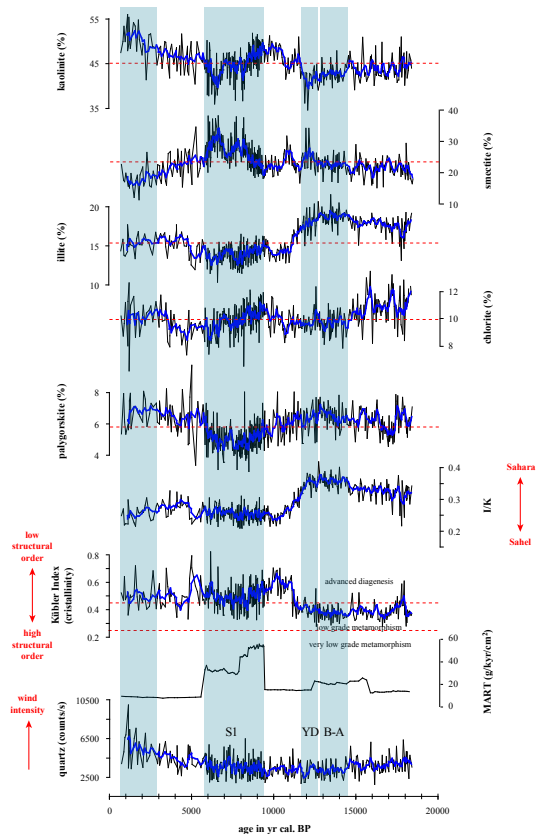 55
45
35
kaolinite (%)
40
30
20
10
smectite (%)
20
15
10
illite (%)
12
10
8
chlorite (%)
8
6
4
palygorskite (%)
0.4
0.3
0.2
I/K
Sahara
Sahel
low
structural
order
high
structural
order
0.8
0.6
0.4
0.2
Kübler Index
(cristallinity)
advanced diagenesis
low grade metamorphism
very low grade metamorphism
60
40
20
0
MART (g/kyr/cm²)
wind
intensity
10500
6500
2500
quartz (counts/s)
S1
YD B-A
0
5000
10000
15000
20000
age in yr cal. BP